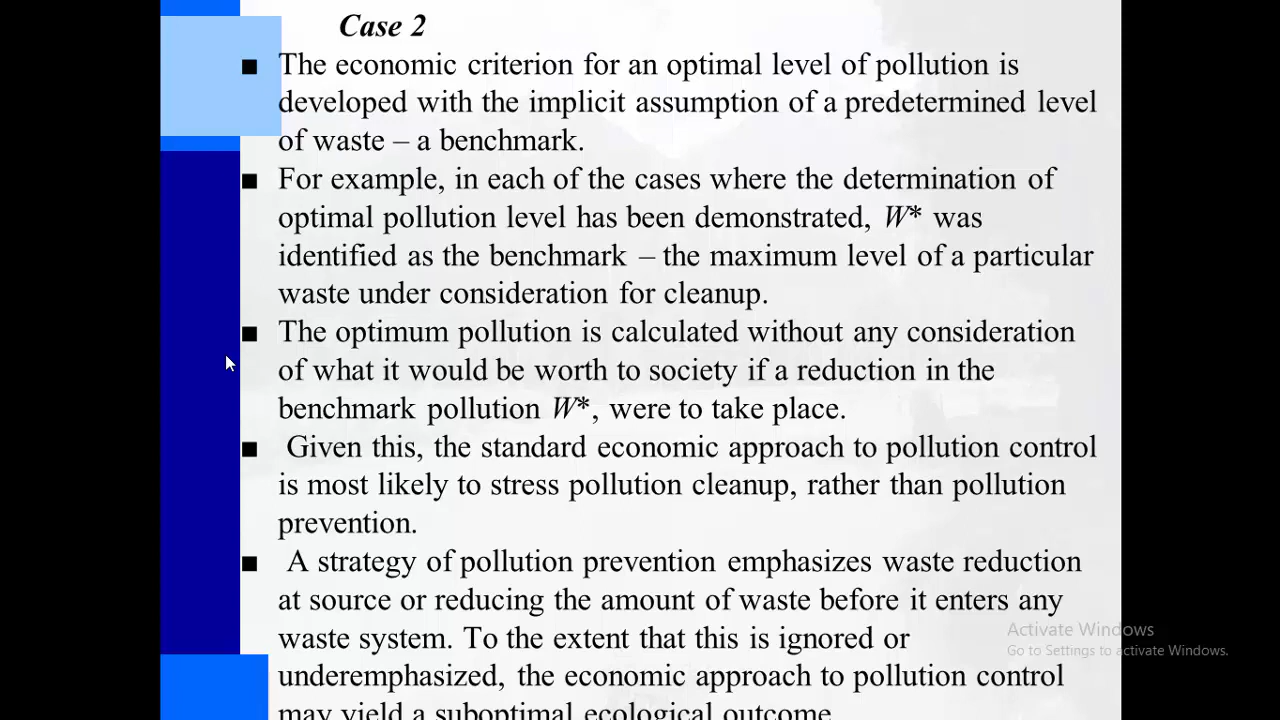 Case 2
■ The economic criterion for an optimal level of pollution is
developed with the implicit assumption of a predetermined level
of waste – a benchmark.
■ For example, in each of the cases where the determination of
optimal pollution level has been demonstrated, W* was
identified as the benchmark – the maximum level of a particular
waste under consideration for cleanup.
■ The optimum pollution is calculated without any consideration
of what it would be worth to society if a reduction in the
benchmark pollution W*, were to take place.
■ Given this, the standard economic approach to pollution control
is most likely to stress pollution cleanup, rather than pollution
prevention.
■ A strategy of pollution prevention emphasizes waste reduction
at source or reducing the amount of waste before it enters any
waste system. To the extent that this is ignored or
underemphasized, the economic approach to pollution control
may yield a suboptimal ecological outcome
Activate Windows
Go to Settings to activate Windows.